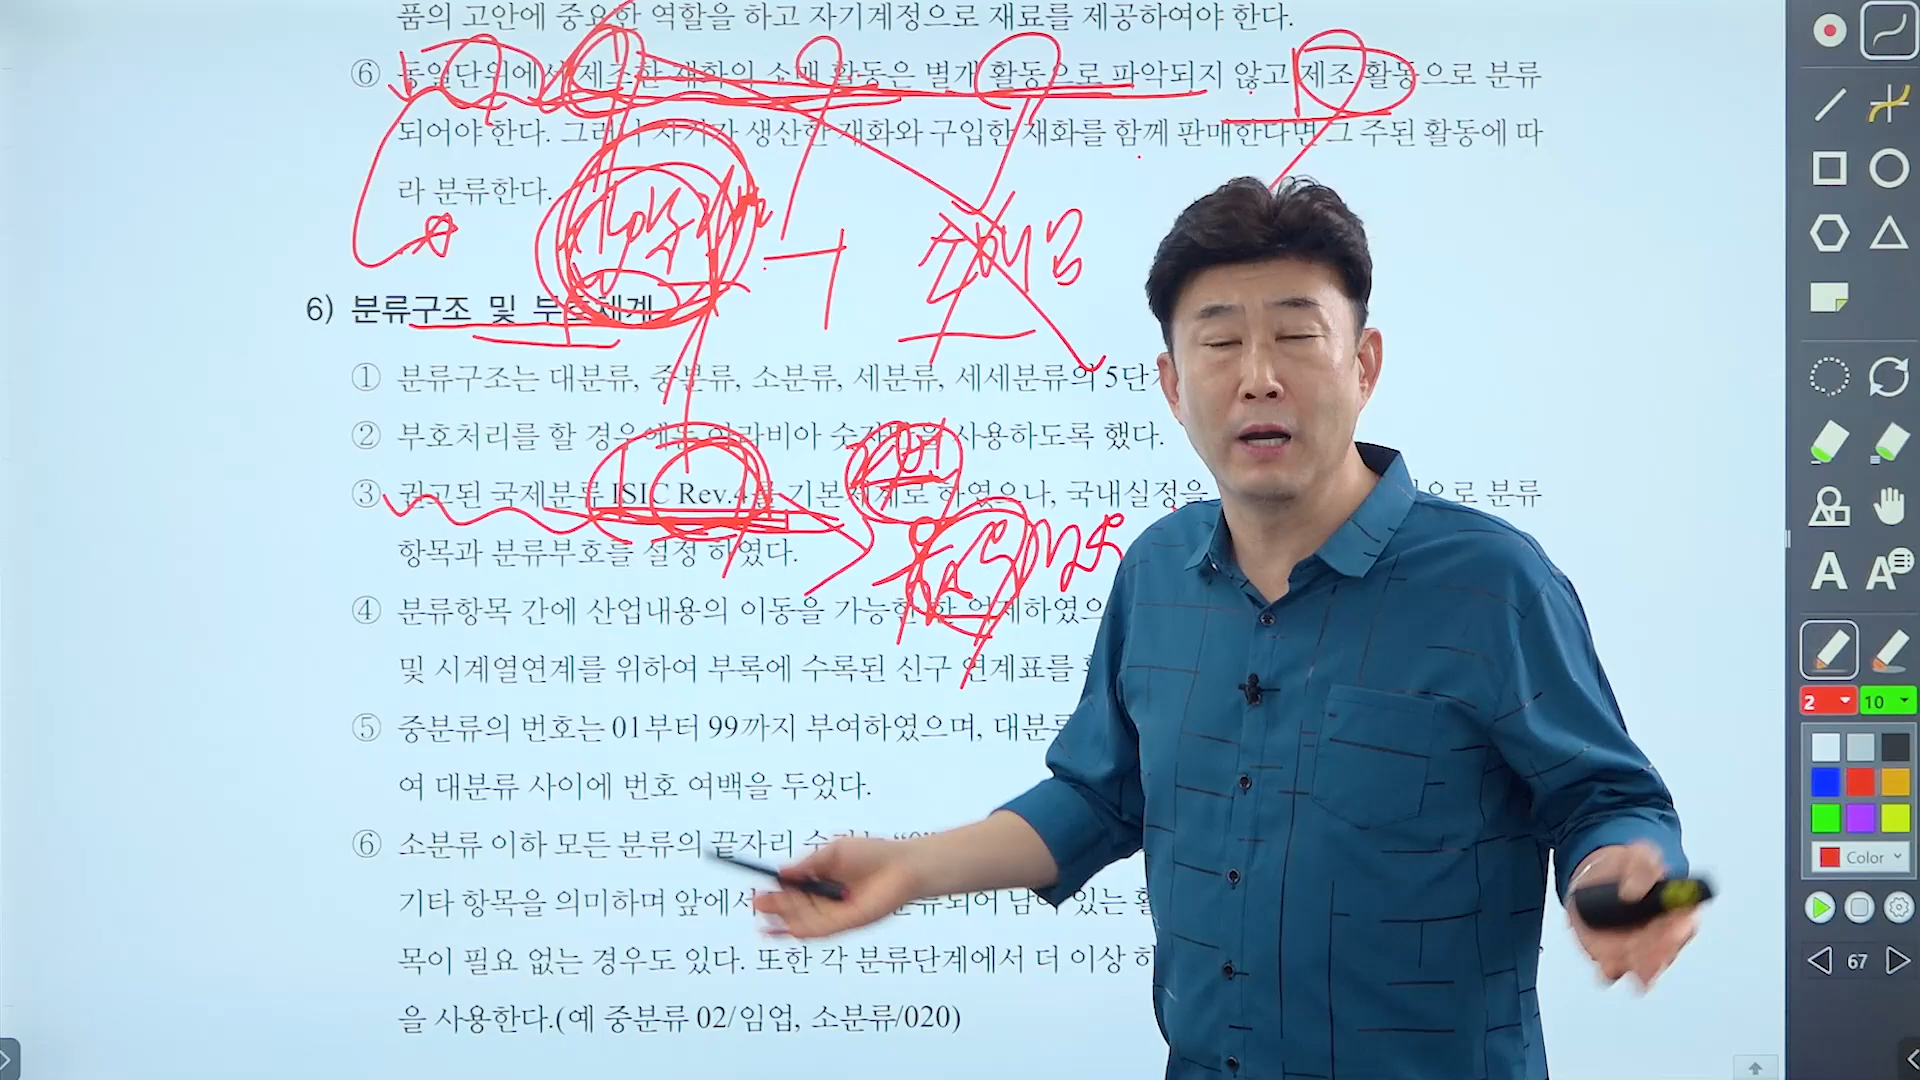 품의 고안에 중요한 역할을 하고 자기계정으로 재료를 제공하여야 한다.
⑥ 동일단위에서 제조한 재화의 소매 활동은 별개 활동으로 파악되지 않고 제조 활동으로 분류
되어야 한다. 그러나 자기가 생산한 재화와 구입한 재화를 함께 판매한다면 그 주된 활동에 따
라 분류한다.
6) 분류구조 및 부호체계
① 분류구조는 대분류, 중분류, 소분류, 세분류, 세세분류의 5단계
② 부호처리를 할 경우에는 아라비아 숫자만을 사용하도록 했다.
③ 권고된 국제분류 ISIC Rev.4를 기본체계로 하였으나, 국내실정을 으로 분류
항목과 분류부호를 설정하였다.
④ 분류항목 간에 산업내용의 이동을 가능한 한 억제하였으
및 시계열연계를 위하여 부록에 수록된 신구 연계표를
⑤ 중분류의 번호는 01부터 99까지 부여하였으며, 대분류
여 대분류 사이에 번호 여백을 두었다.
⑥ 소분류 이하 모든 분류의 끝자리 숫자는 “0”
기타 항목을 의미하며 앞에서 분류되어 남아 있는
목이 필요 없는 경우도 있다. 또한 각 분류단계에서 더 이상 하
을 사용한다.(예 중분류 02/임업, 소분류/020)
A A
2 10
Color
67